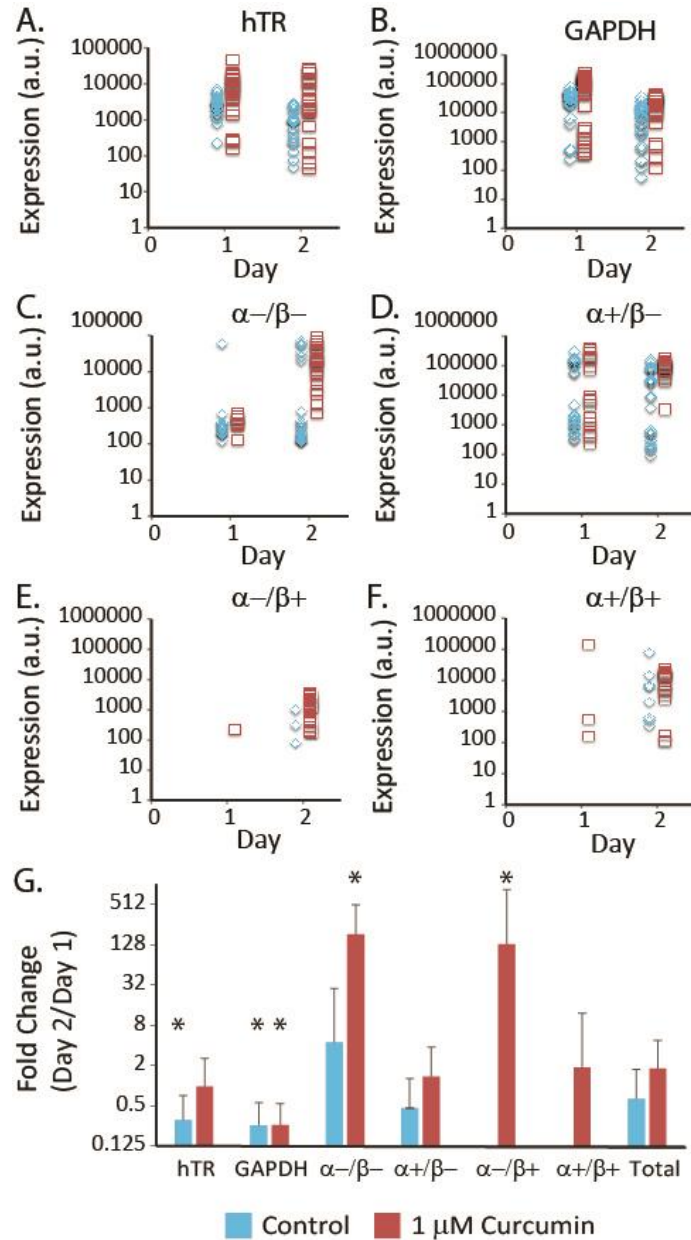 A. hTR
Expression (a.u.)
100000
10000
1000
100
10
1
0 1 2
Day
B. GAPDH
Expression (a.u.)
1000000
100000
10000
1000
100
10
1
0 1 2
Day
C. α−/β−
Expression (a.u.)
100000
10000
1000
100
10
1
0 1 2
Day
D. α+/β−
Expression (a.u.)
1000000
100000
10000
1000
100
10
1
0 1 2
Day
E. α−/β+
Expression (a.u.)
1000000
100000
10000
1000
100
10
1
0 1 2
Day
F. α+/β+
Expression (a.u.)
1000000
100000
10000
1000
100
10
1
0 1 2
Day
G.
Fold Change
(Day 2/Day 1)
512
128
32
8
2
0.5
0.125
* * * * *
hTR GAPDH α−/β− α+/β− α−/β+ α+/β+ Total
Control 1 μM Curcumin